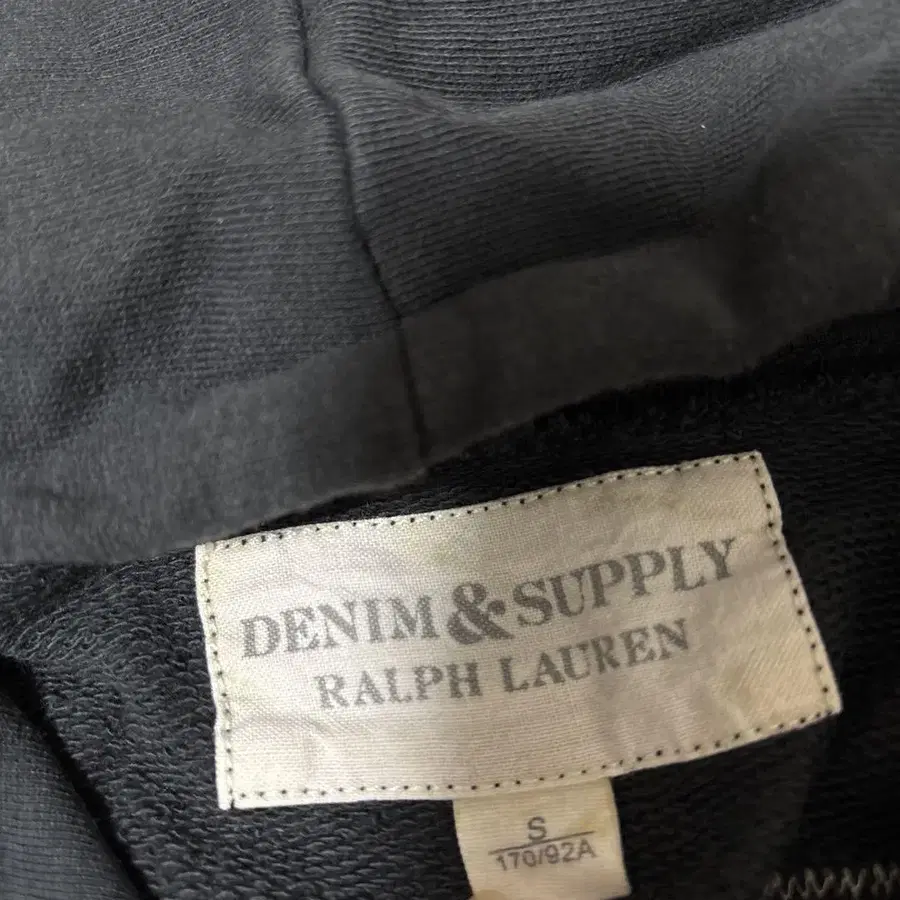 DENIM & SUPPLY
RALPH LAUREN
S
170/92A